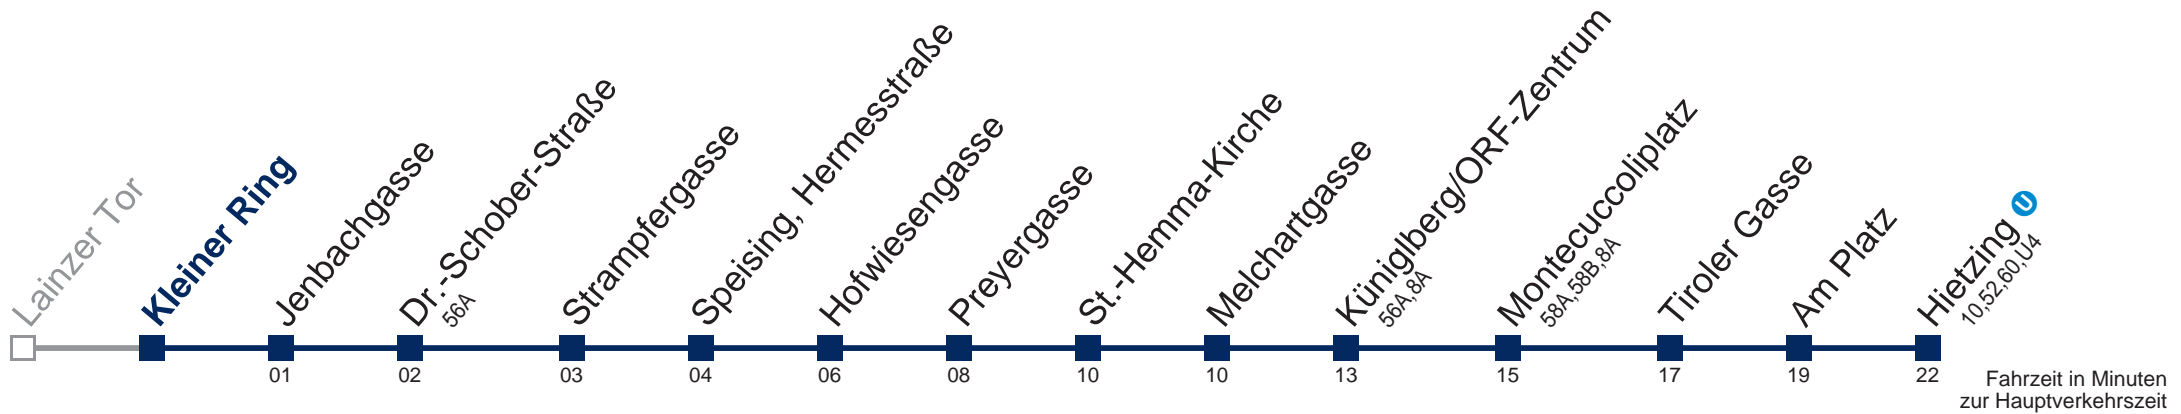 Lainzer Tor
Kleiner Ring
Jenbachgasse
01
Dr.-Schober-Straße
56A
02
Strampfergasse
03
Speising, Hermesstraße
04
Hofwiesengasse
06
Preyergasse
08
St.-Hemma-Kirche
10
Melchartgasse
10
Küniglberg/ORF-Zentrum
56A,8A
13
Montecuccoliplatz
58A,58B,8A
15
Tiroler Gasse
17
Am Platz
19
Hietzing U
10,52,60,U4
22
Fahrzeit in Minuten
zur Hauptverkehrszeit